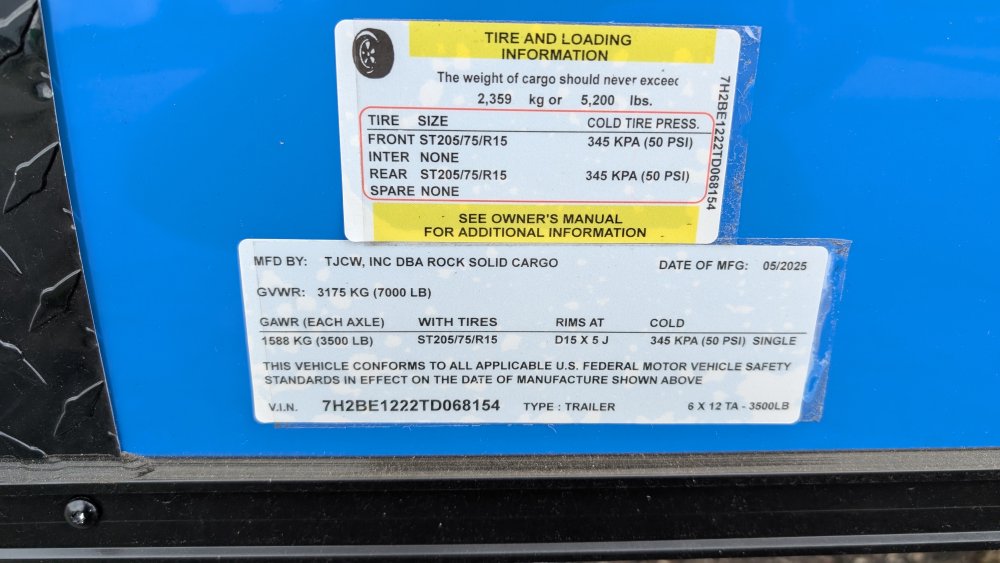 TIRE AND LOADING
INFORMATION
The weight of cargo should never exceed
2,359 kg or 5,200 lbs.
TIRE SIZE COLD TIRE PRESS.
FRONT ST205/75/R15 345 KPA (50 PSI)
INTER NONE
REAR ST205/75/R15 345 KPA (50 PSI)
SPARE NONE
SEE OWNER'S MANUAL
FOR ADDITIONAL INFORMATION
7H2BE1222TD068154
MFD BY: TJCW, INC DBA ROCK SOLID CARGO DATE OF MFG: 05/2025
GVWR: 3175 KG (7000 LB)
GAWR (EACH AXLE) WITH TIRES RIMS AT COLD
1588 KG (3500 LB) ST205/75/R15 D15 X 5 J 345 KPA (50 PSI) SINGLE
THIS VEHICLE CONFORMS TO ALL APPLICABLE U.S. FEDERAL MOTOR VEHICLE SAFETY
STANDARDS IN EFFECT ON THE DATE OF MANUFACTURE SHOWN ABOVE
V.I.N. 7H2BE1222TD068154 TYPE : TRAILER 6 X 12 TA - 3500LB